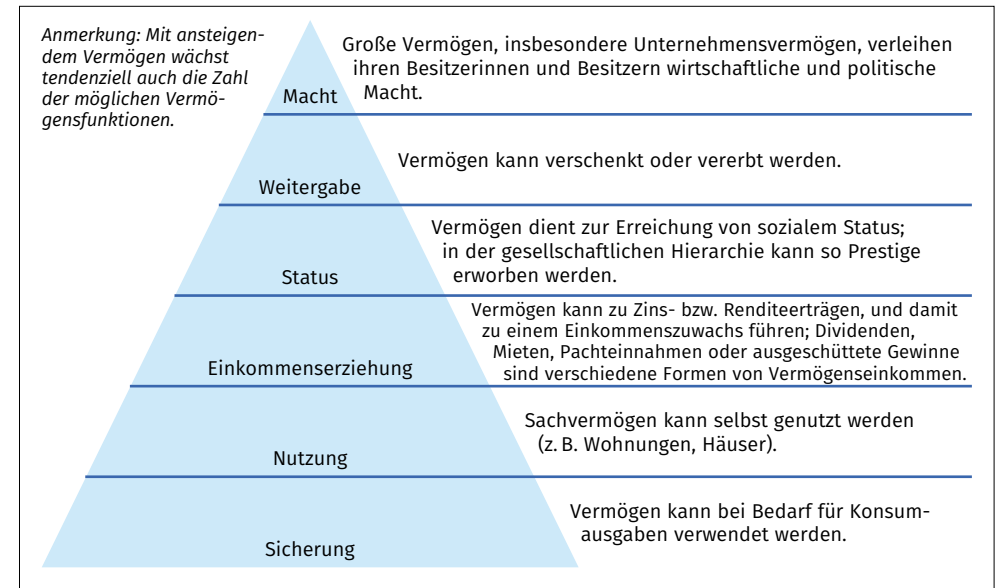 Anmerkung: Mit ansteigen-
dem Vermögen wächst
tendenziell auch die Zahl
der möglichen Vermö-
gensfunktionen.
Macht
Große Vermögen, insbesondere Unternehmensvermögen, verleihen
ihren Besitzerinnen und Besitzern wirtschaftliche und politische
Macht.
Weitergabe
Vermögen kann verschenkt oder vererbt werden.
Status
Vermögen dient zur Erreichung von sozialem Status;
in der gesellschaftlichen Hierarchie kann so Prestige
erworben werden.
Einkommenserziehung
Vermögen kann zu Zins- bzw. Renditeerträgen, und damit
zu einem Einkommenszuwachs führen; Dividenden,
Mieten, Pachteinnahmen oder ausgeschüttete Gewinne
sind verschiedene Formen von Vermögenseinkommen.
Nutzung
Sachvermögen kann selbst genutzt werden
(z. B. Wohnungen, Häuser).
Sicherung
Vermögen kann bei Bedarf für Konsum-
ausgaben verwendet werden.